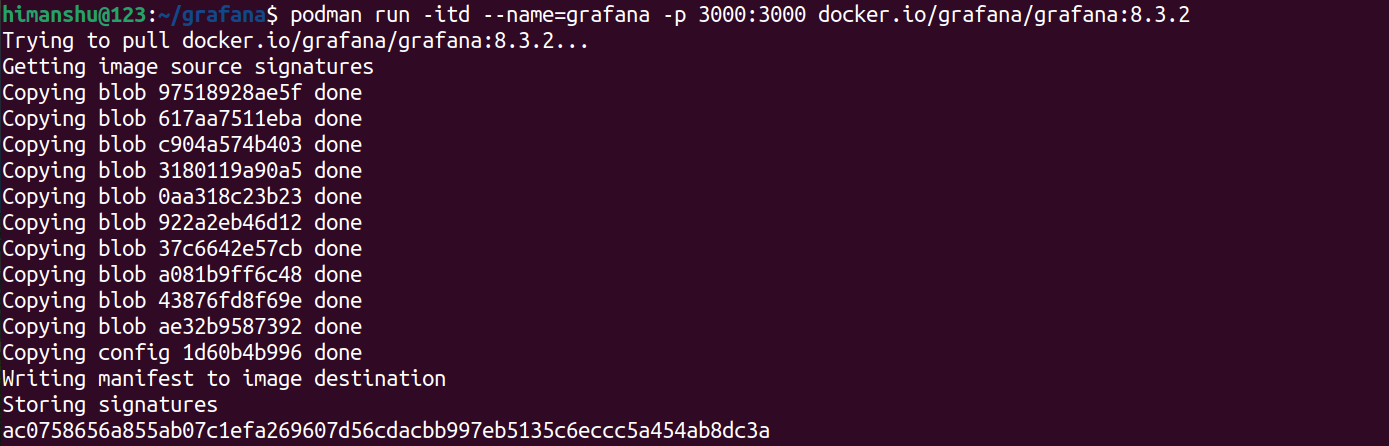 himanshu@123:~/grafana$ podman run -itd --name=grafana -p 3000:3000 docker.io/grafana/grafana:8.3.2
Trying to pull docker.io/grafana/grafana:8.3.2...
Getting image source signatures
Copying blob 97518928ae5f done
Copying blob 617aa7511eba done
Copying blob c904a574b403 done
Copying blob 3180119a90a5 done
Copying blob 0aa318c23b23 done
Copying blob 922a2eb46d12 done
Copying blob 37c6642e57cb done
Copying blob a081b9ff6c48 done
Copying blob 43876fd8f69e done
Copying blob ae32b9587392 done
Copying config 1d60b4b996 done
Writing manifest to image destination
Storing signatures
ac0758656a855ab07c1efa269607d56cdacbb997eb5135c6eccc5a454ab8dc3a